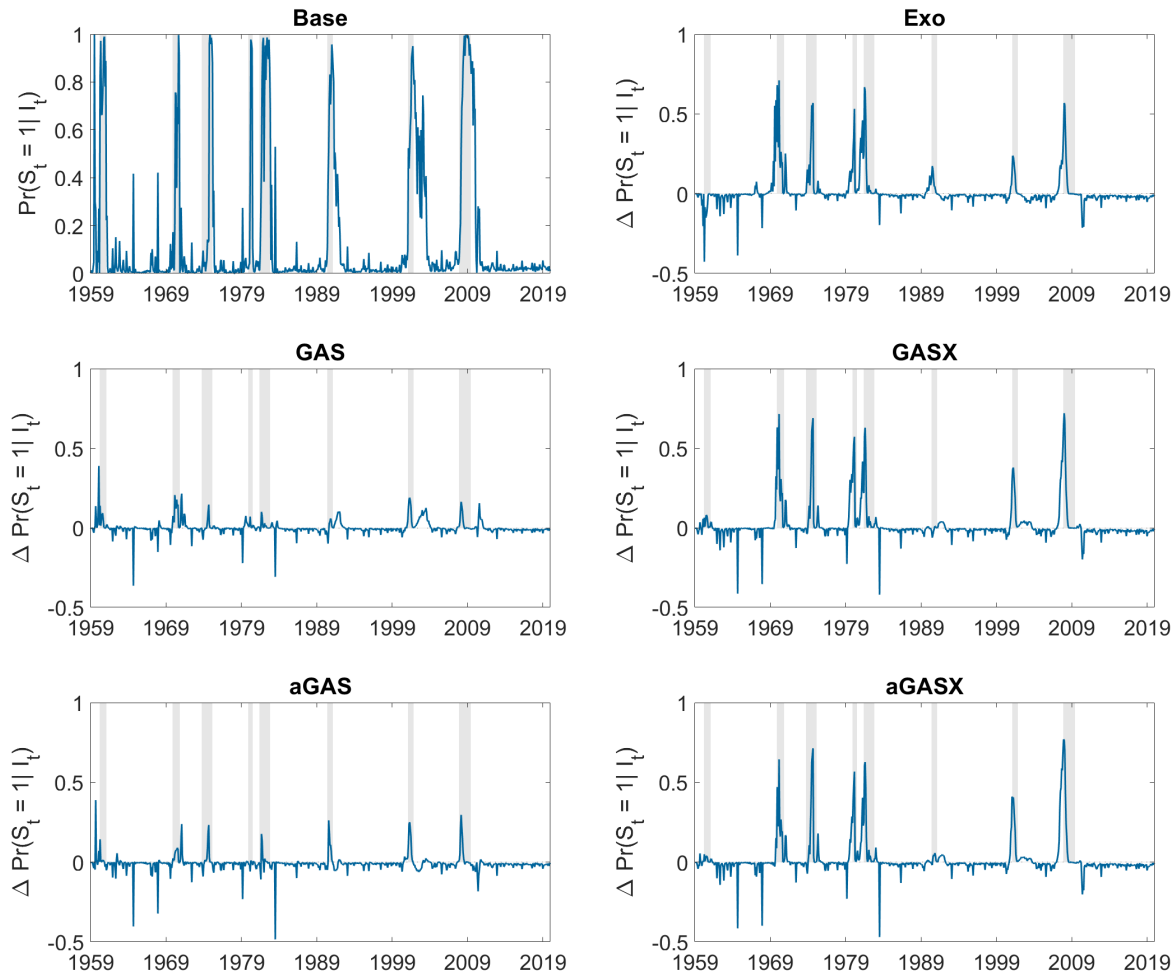 Base
Pr(S_t = 1| I_t)
1
0.8
0.6
0.4
0.2
0
1959 1969 1979 1989 1999 2009 2019
Exo
Δ Pr(S_t = 1| I_t)
1
0.5
0
-0.5
1959 1969 1979 1989 1999 2009 2019
GAS
Δ Pr(S_t = 1| I_t)
1
0.5
0
-0.5
1959 1969 1979 1989 1999 2009 2019
GASX
Δ Pr(S_t = 1| I_t)
1
0.5
0
-0.5
1959 1969 1979 1989 1999 2009 2019
aGAS
Δ Pr(S_t = 1| I_t)
1
0.5
0
-0.5
1959 1969 1979 1989 1999 2009 2019
aGASX
Δ Pr(S_t = 1| I_t)
1
0.5
0
-0.5
1959 1969 1979 1989 1999 2009 2019